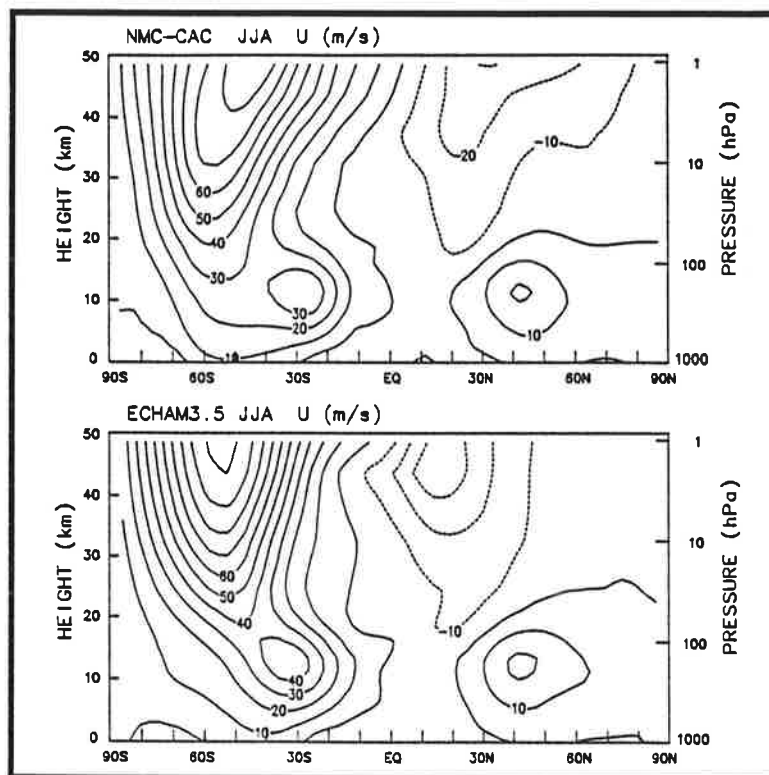 NMC-CAC JJA U (m/s)
50
40
30
20
10
0
HEIGHT (km)
1
10
100
1000
PRESSURE (hPa)
90S
60S
30S
EQ
30N
60N
90N
60
50
40
30
30
20
10
-20
-10
10
ECHAM3.5 JJA U (m/s)
50
40
30
20
10
0
HEIGHT (km)
1
10
100
1000
PRESSURE (hPa)
90S
60S
30S
EQ
30N
60N
90N
60
50
40
40
30
20
10
-10
10